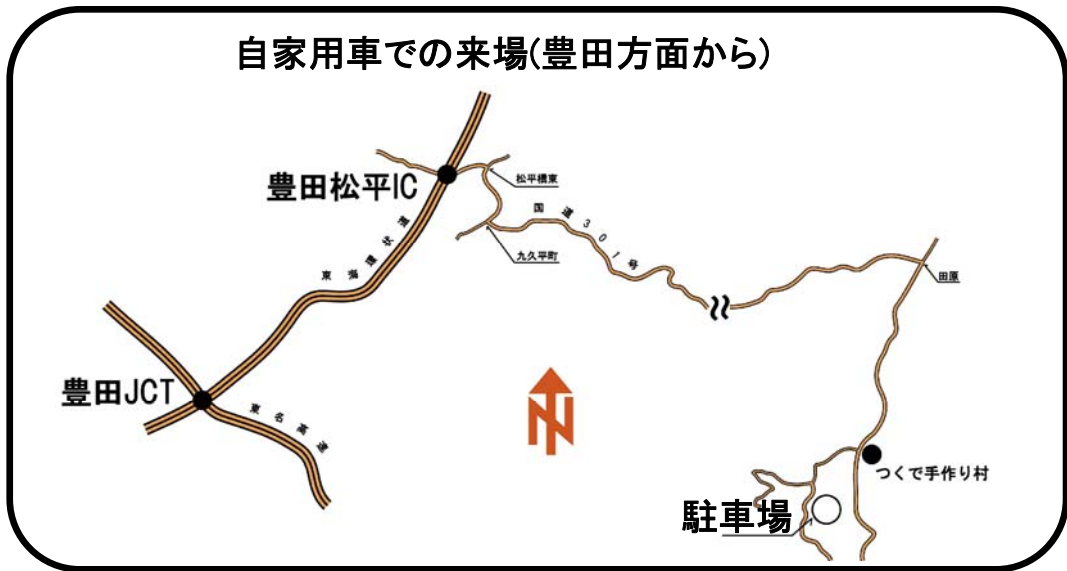 自家用車での来場(豊田方面から)
豊田松平IC
松平橋東
国道301号
九久平町
東海環状道
田原
豊田JCT
東名高速
N
つくで手作り村
駐車場